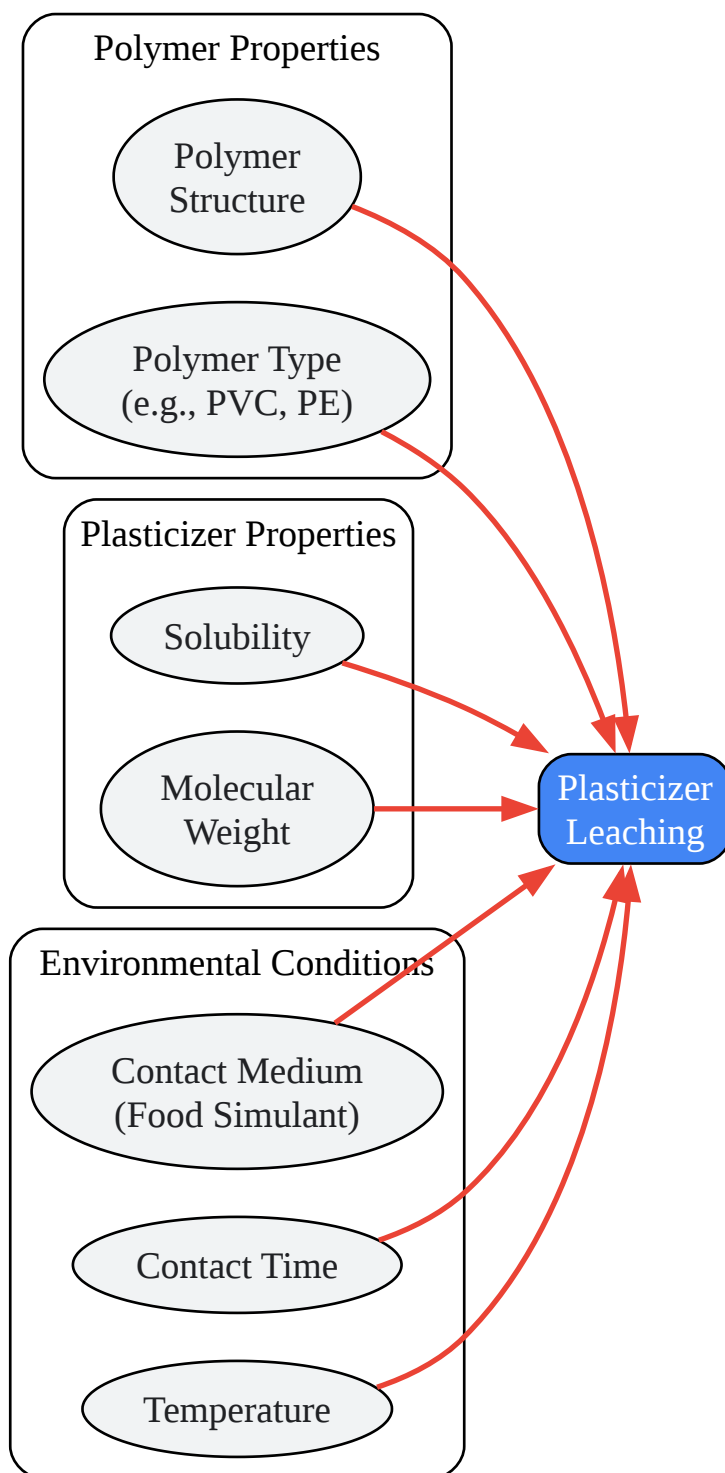 Polymer Properties
Polymer
Structure
Polymer Type
(e.g., PVC, PE)
Plasticizer Properties
Solubility
Molecular
Weight
Plasticizer
Leaching
Environmental Conditions
Contact Medium
(Food Simulant)
Contact Time
Temperature